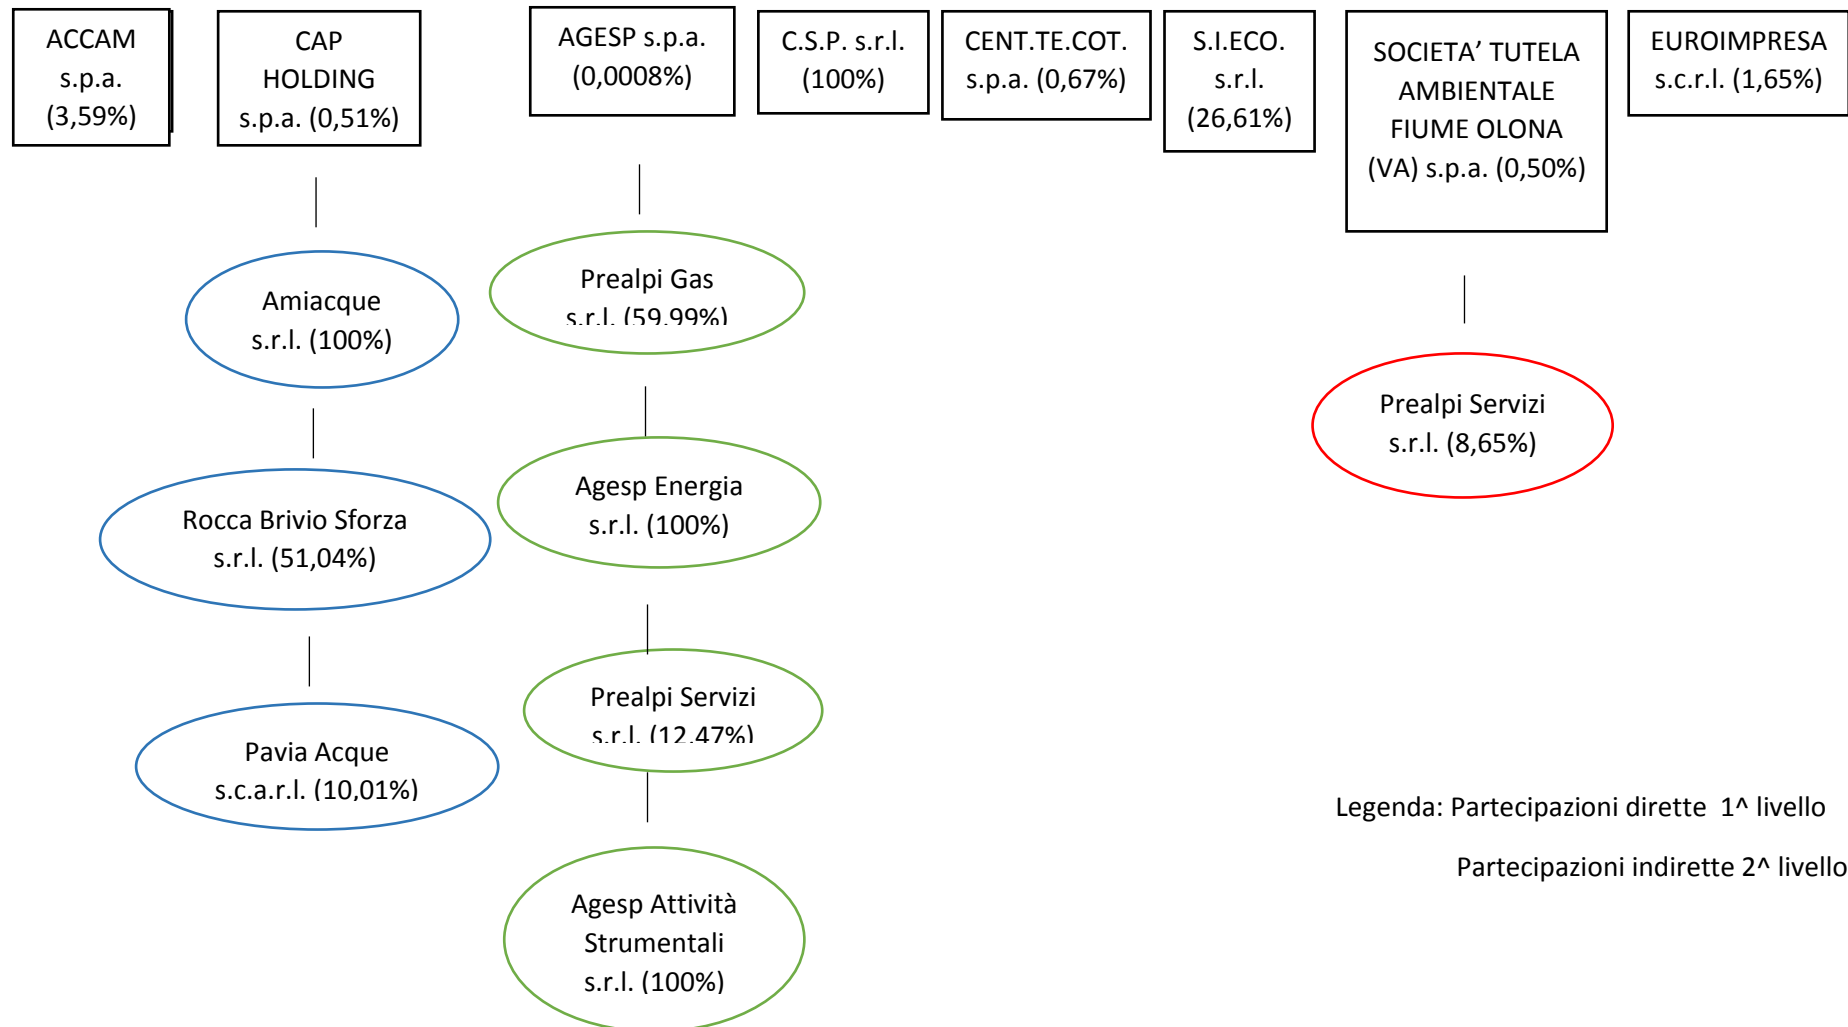 ACCAM
s.p.a.
(3,59%)
CAP
HOLDING
s.p.a. (0,51%)
AGESP s.p.a.
(0,0008%)
C.S.P. s.r.l.
(100%)
CENT.TE.COT.
s.p.a. (0,67%)
S.I.ECO.
s.r.l.
(26,61%)
SOCIETA’ TUTELA
AMBIENTALE
FIUME OLONA
(VA) s.p.a. (0,50%)
EUROIMPRESA
s.c.r.l. (1,65%)
Amiacque
s.r.l. (100%)
Rocca Brivio Sforza
s.r.l. (51,04%)
Pavia Acque
s.c.a.r.l. (10,01%)
Prealpi Gas
s.r.l. (59,99%)
Agesp Energia
s.r.l. (100%)
Prealpi Servizi
s.r.l. (12,47%)
Agesp Attività
Strumentali
s.r.l. (100%)
Prealpi Servizi
s.r.l. (8,65%)
Legenda: Partecipazioni dirette 1^ livello
Partecipazioni indirette 2^ livello